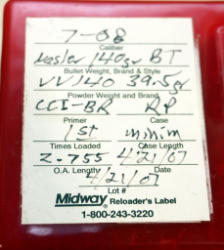 7-08
Caliber
Nosler 140gr BT
Bullet Weight, Brand & Style
VV140 39.5gr
Powder Weight and Brand
CCI-BR RP
Primer Case
1st minim
Times Loaded Case Length
2.755 4/21/07
O.A. Length Date
4/21/07
Lot #
Midway Reloader's Label
1-800-243-3220